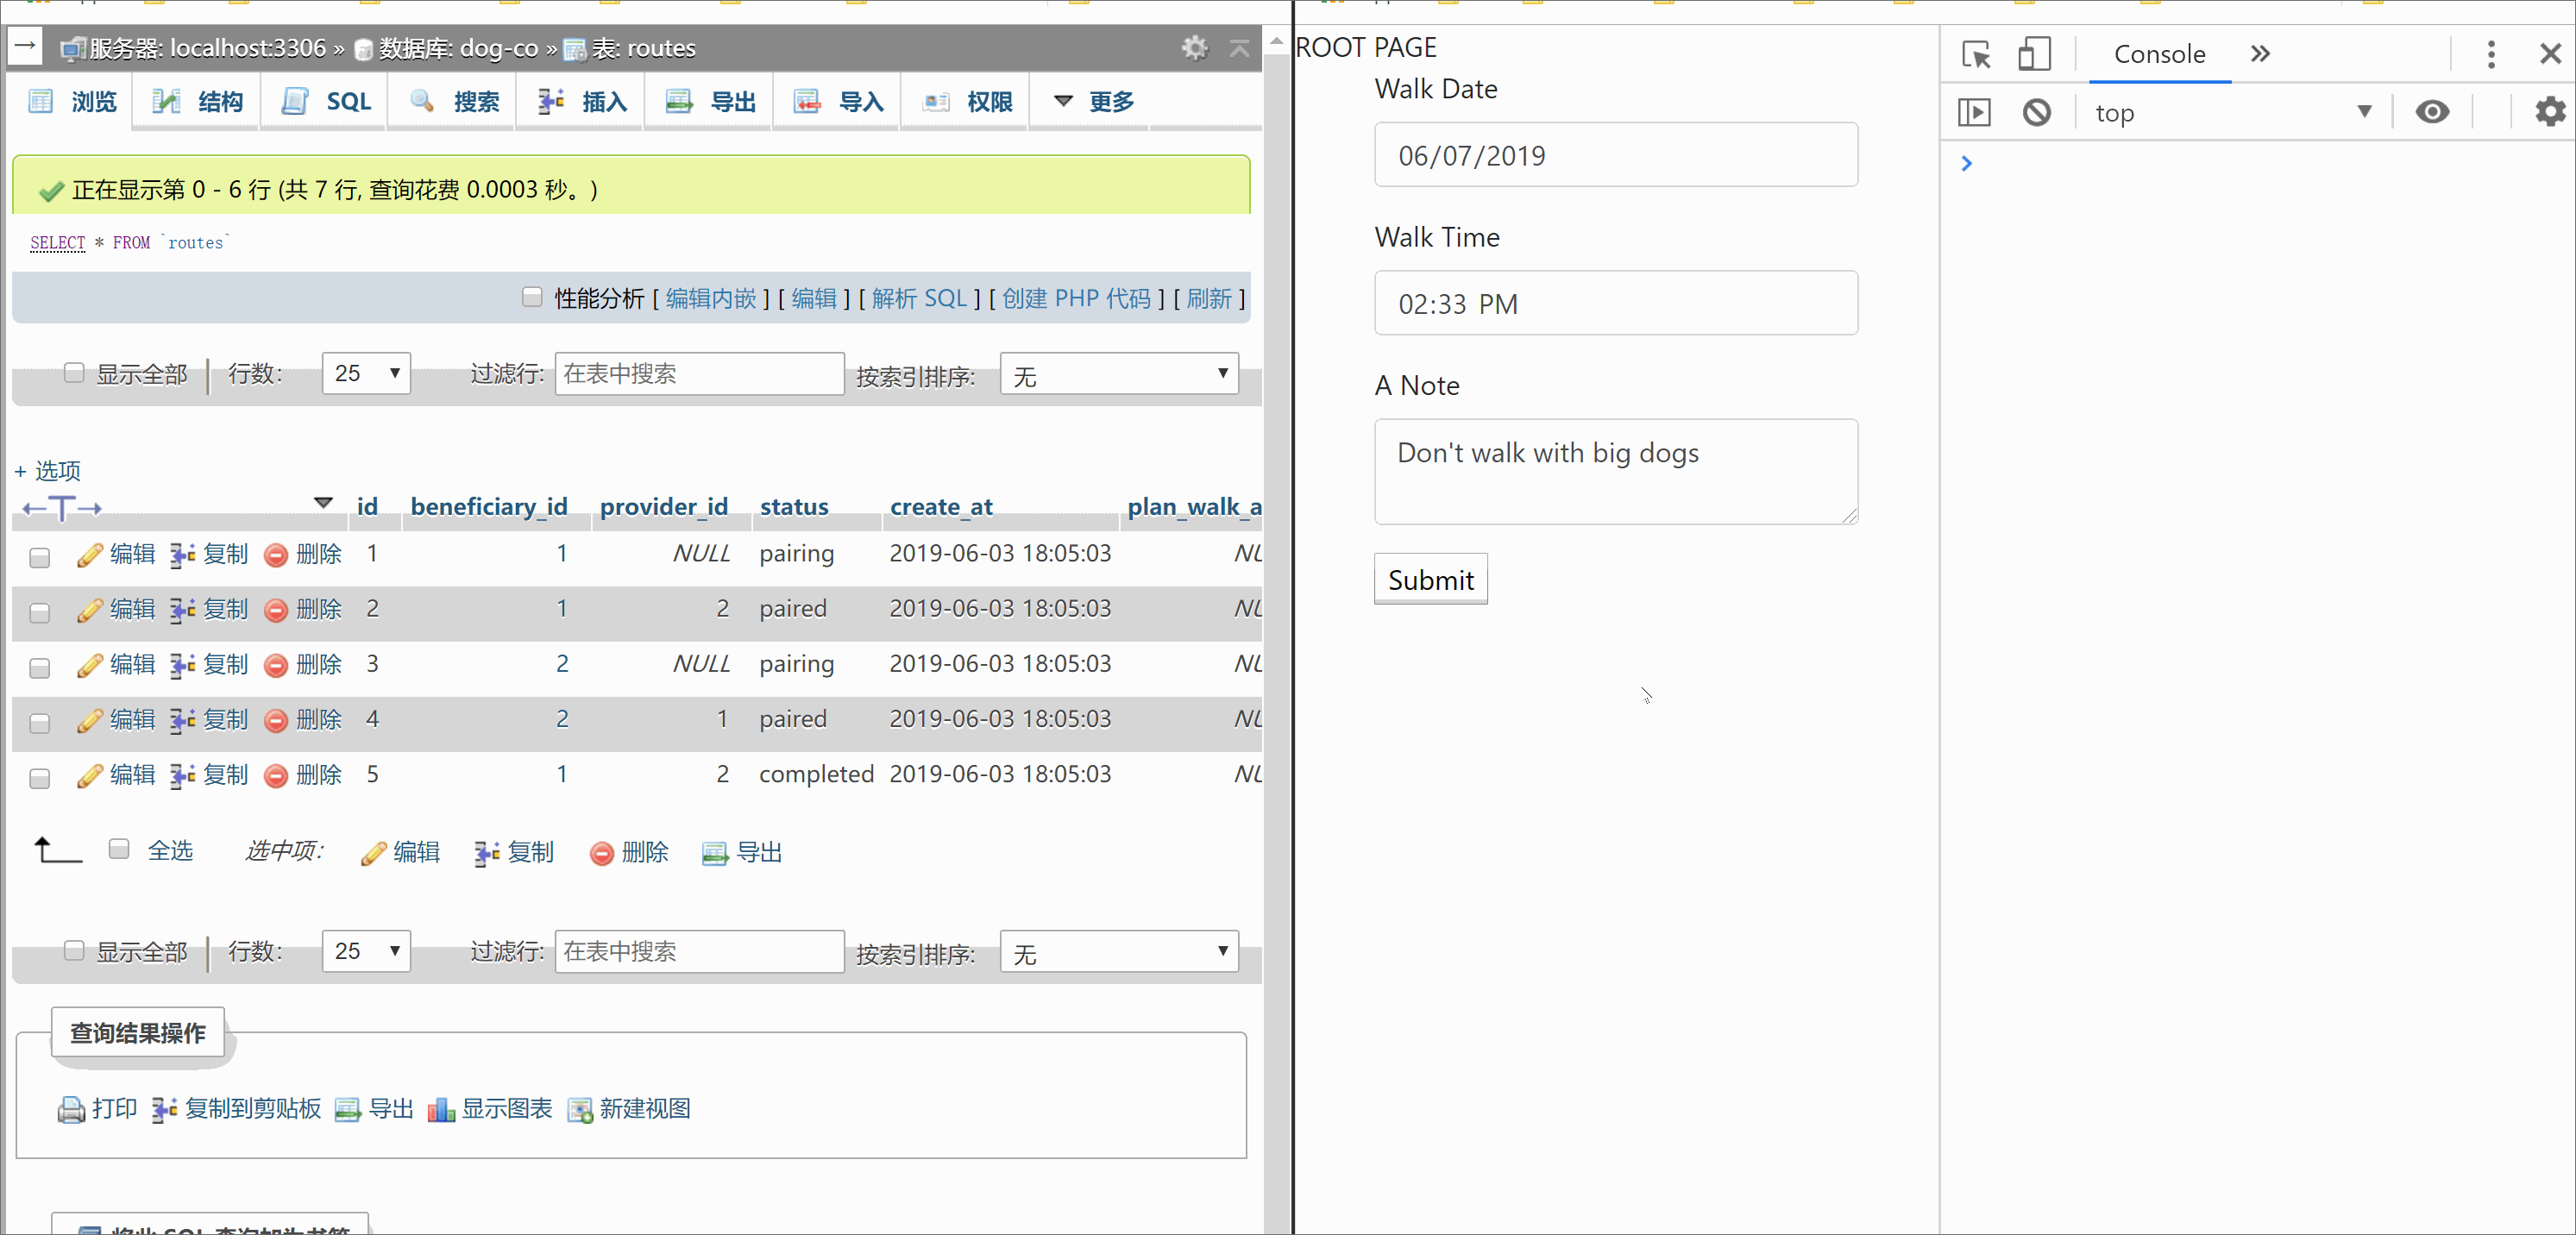 服务器: localhost:3306 » 数据库: dog-co » 表: routes
浏览 结构 SQL 搜索 插入 导出 导入 权限 更多
正在显示第 0 - 6 行 (共 7 行, 查询花费 0.0003 秒。)
SELECT * FROM `routes`
性能分析 [ 编辑内嵌 ] [ 编辑 ] [ 解析 SQL ] [ 创建 PHP 代码 ] [ 刷新 ]
显示全部 行数: 25 过滤行: 在表中搜索 按索引排序: 无
+ 选项
←T→ id beneficiary_id provider_id status create_at plan_walk_a
编辑 复制 删除 1 1 NULL pairing 2019-06-03 18:05:03 NU
编辑 复制 删除 2 1 2 paired 2019-06-03 18:05:03 NU
编辑 复制 删除 3 2 NULL pairing 2019-06-03 18:05:03 NU
编辑 复制 删除 4 2 1 paired 2019-06-03 18:05:03 NU
编辑 复制 删除 5 1 2 completed 2019-06-03 18:05:03 NU
全选 选中项: 编辑 复制 删除 导出
显示全部 行数: 25 过滤行: 在表中搜索 按索引排序: 无
查询结果操作
打印 复制到剪贴板 导出 显示图表 新建视图
将此 SQL 查询加为书签
ROOT PAGE
Walk Date
06/07/2019
Walk Time
02:33 PM
A Note
Don't walk with big dogs
Submit
Console
top